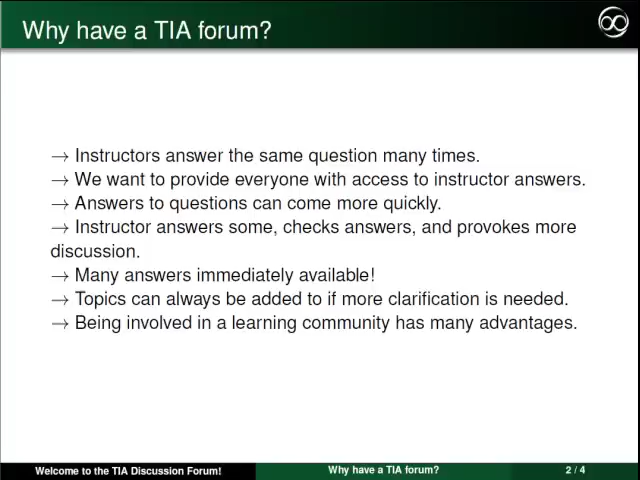 Why have a TIA forum?
→ Instructors answer the same question many times.
→ We want to provide everyone with access to instructor answers.
→ Answers to questions can come more quickly.
→ Instructor answers some, checks answers, and provokes more
discussion.
→ Many answers immediately available!
→ Topics can always be added to if more clarification is needed.
→ Being involved in a learning community has many advantages.
Welcome to the TIA Discussion Forum! Why have a TIA forum? 2 / 4